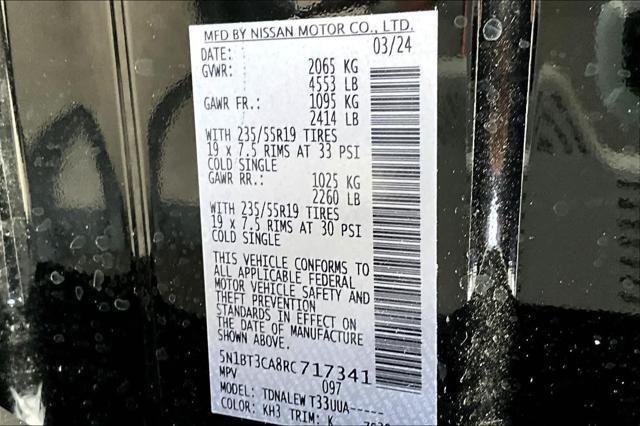 MFD BY NISSAN MOTOR CO., LTD.
DATE: 03/24
GVWR: 2065 KG
4553 LB
GAWR FR.: 1095 KG
2414 LB
WITH 235/55R19 TIRES
19 x 7.5 RIMS AT 33 PSI
COLD SINGLE
GAWR RR.: 1025 KG
2260 LB
WITH 235/55R19 TIRES
19 x 7.5 RIMS AT 30 PSI
COLD SINGLE
THIS VEHICLE CONFORMS TO
ALL APPLICABLE FEDERAL
MOTOR VEHICLE SAFETY AND
THEFT PREVENTION
STANDARDS IN EFFECT ON
THE DATE OF MANUFACTURE
SHOWN ABOVE.
5N1BT3CA8RC717341
MPV 097
MODEL: TDNALEW T33UUA-----
COLOR: KH3 TRIM: K